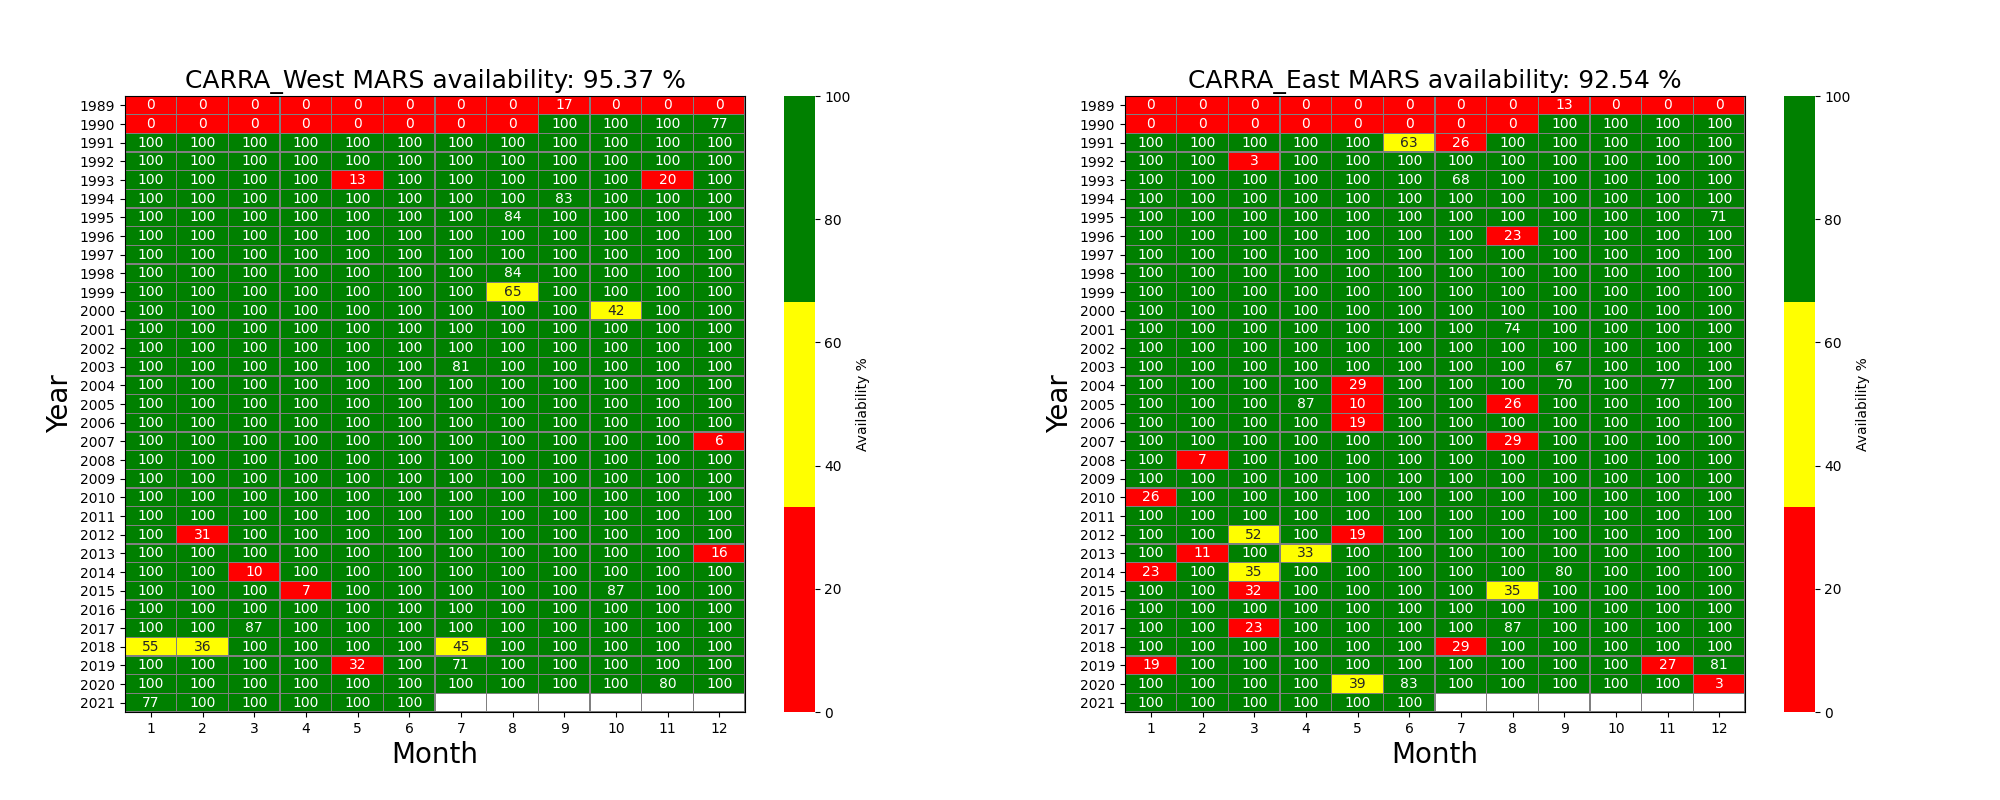 CARRA_West MARS availability: 95.37 %
1989 0 0 0 0 0 0 0 0 17 0 0 0
1990 0 0 0 0 0 0 0 0 100 100 100 77
1991 100 100 100 100 100 100 100 100 100 100 100 100
1992 100 100 100 100 100 100 100 100 100 100 100 100
1993 100 100 100 100 13 100 100 100 100 100 20 100
1994 100 100 100 100 100 100 100 100 83 100 100 100
1995 100 100 100 100 100 100 100 84 100 100 100 100
1996 100 100 100 100 100 100 100 100 100 100 100 100
1997 100 100 100 100 100 100 100 100 100 100 100 100
1998 100 100 100 100 100 100 100 84 100 100 100 100
1999 100 100 100 100 100 100 100 65 100 100 100 100
2000 100 100 100 100 100 100 100 100 100 42 100 100
2001 100 100 100 100 100 100 100 100 100 100 100 100
2002 100 100 100 100 100 100 100 100 100 100 100 100
2003 100 100 100 100 100 100 81 100 100 100 100 100
2004 100 100 100 100 100 100 100 100 100 100 100 100
2005 100 100 100 100 100 100 100 100 100 100 100 100
2006 100 100 100 100 100 100 100 100 100 100 100 100
2007 100 100 100 100 100 100 100 100 100 100 100 6
2008 100 100 100 100 100 100 100 100 100 100 100 100
2009 100 100 100 100 100 100 100 100 100 100 100 100
2010 100 100 100 100 100 100 100 100 100 100 100 100
2011 100 100 100 100 100 100 100 100 100 100 100 100
2012 100 31 100 100 100 100 100 100 100 100 100 100
2013 100 100 100 100 100 100 100 100 100 100 100 16
2014 100 100 10 100 100 100 100 100 100 100 100 100
2015 100 100 100 7 100 100 100 100 100 87 100 100
2016 100 100 100 100 100 100 100 100 100 100 100 100
2017 100 100 87 100 100 100 100 100 100 100 100 100
2018 55 36 100 100 100 100 45 100 100 100 100 100
2019 100 100 100 100 32 100 71 100 100 100 100 100
2020 100 100 100 100 100 100 100 100 100 100 80 100
2021 77 100 100 100 100 100
1 2 3 4 5 6 7 8 9 10 11 12
Month
Year
100
80
60
40
20
0
Availability %
CARRA_East MARS availability: 92.54 %
1989 0 0 0 0 0 0 0 0 13 0 0 0
1990 0 0 0 0 0 0 0 0 100 100 100 100
1991 100 100 100 100 100 63 26 100 100 100 100 100
1992 100 100 3 100 100 100 100 100 100 100 100 100
1993 100 100 100 100 100 100 68 100 100 100 100 100
1994 100 100 100 100 100 100 100 100 100 100 100 100
1995 100 100 100 100 100 100 100 100 100 100 100 71
1996 100 100 100 100 100 100 100 23 100 100 100 100
1997 100 100 100 100 100 100 100 100 100 100 100 100
1998 100 100 100 100 100 100 100 100 100 100 100 100
1999 100 100 100 100 100 100 100 100 100 100 100 100
2000 100 100 100 100 100 100 100 100 100 100 100 100
2001 100 100 100 100 100 100 100 74 100 100 100 100
2002 100 100 100 100 100 100 100 100 100 100 100 100
2003 100 100 100 100 100 100 100 100 67 100 100 100
2004 100 100 100 100 29 100 100 100 70 100 77 100
2005 100 100 100 87 10 100 100 26 100 100 100 100
2006 100 100 100 100 19 100 100 100 100 100 100 100
2007 100 100 100 100 100 100 100 29 100 100 100 100
2008 100 7 100 100 100 100 100 100 100 100 100 100
2009 100 100 100 100 100 100 100 100 100 100 100 100
2010 26 100 100 100 100 100 100 100 100 100 100 100
2011 100 100 100 100 100 100 100 100 100 100 100 100
2012 100 100 52 100 19 100 100 100 100 100 100 100
2013 100 11 100 33 100 100 100 100 100 100 100 100
2014 23 100 35 100 100 100 100 100 80 100 100 100
2015 100 100 32 100 100 100 100 35 100 100 100 100
2016 100 100 100 100 100 100 100 100 100 100 100 100
2017 100 100 23 100 100 100 100 87 100 100 100 100
2018 100 100 100 100 100 100 29 100 100 100 100 100
2019 19 100 100 100 100 100 100 100 100 100 27 81
2020 100 100 100 100 39 83 100 100 100 100 100 3
2021 100 100 100 100 100 100
1 2 3 4 5 6 7 8 9 10 11 12
Month
Year
100
80
60
40
20
0
Availability %